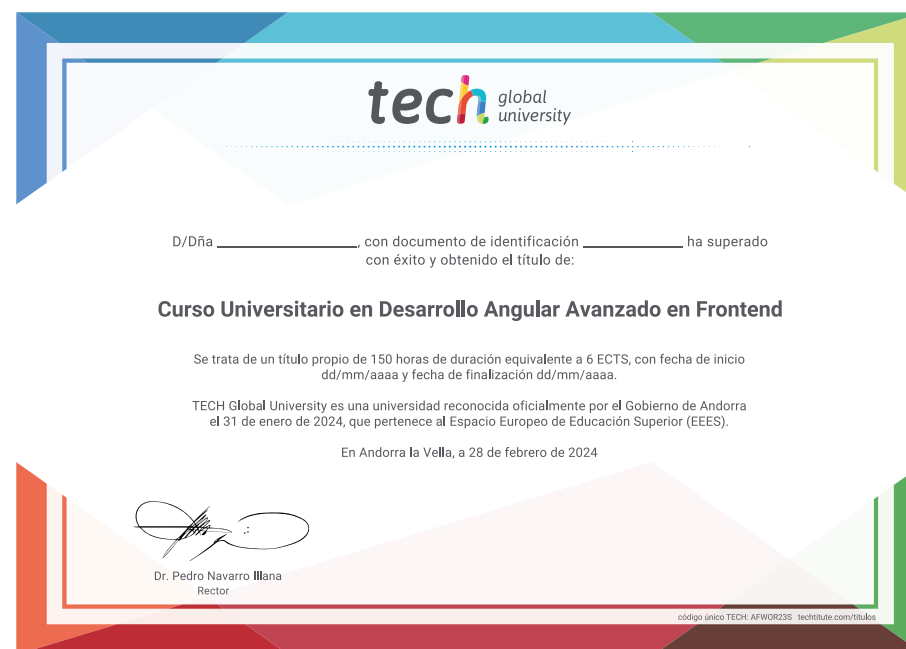 tech global university
D/Dña ____________, con documento de identificación ____________ ha superado
con éxito y obtenido el título de:
Curso Universitario en Desarrollo Angular Avanzado en Frontend
Se trata de un título propio de 150 horas de duración equivalente a 6 ECTS, con fecha de inicio
dd/mm/aaaa y fecha de finalización dd/mm/aaaa.
TECH Global University es una universidad reconocida oficialmente por el Gobierno de Andorra
el 31 de enero de 2024, que pertenece al Espacio Europeo de Educación Superior (EEES).
En Andorra la Vella, a 28 de febrero de 2024
Dr. Pedro Navarro Illana
Rector
código único TECH: AFWOR23S techtitute.com/titulos